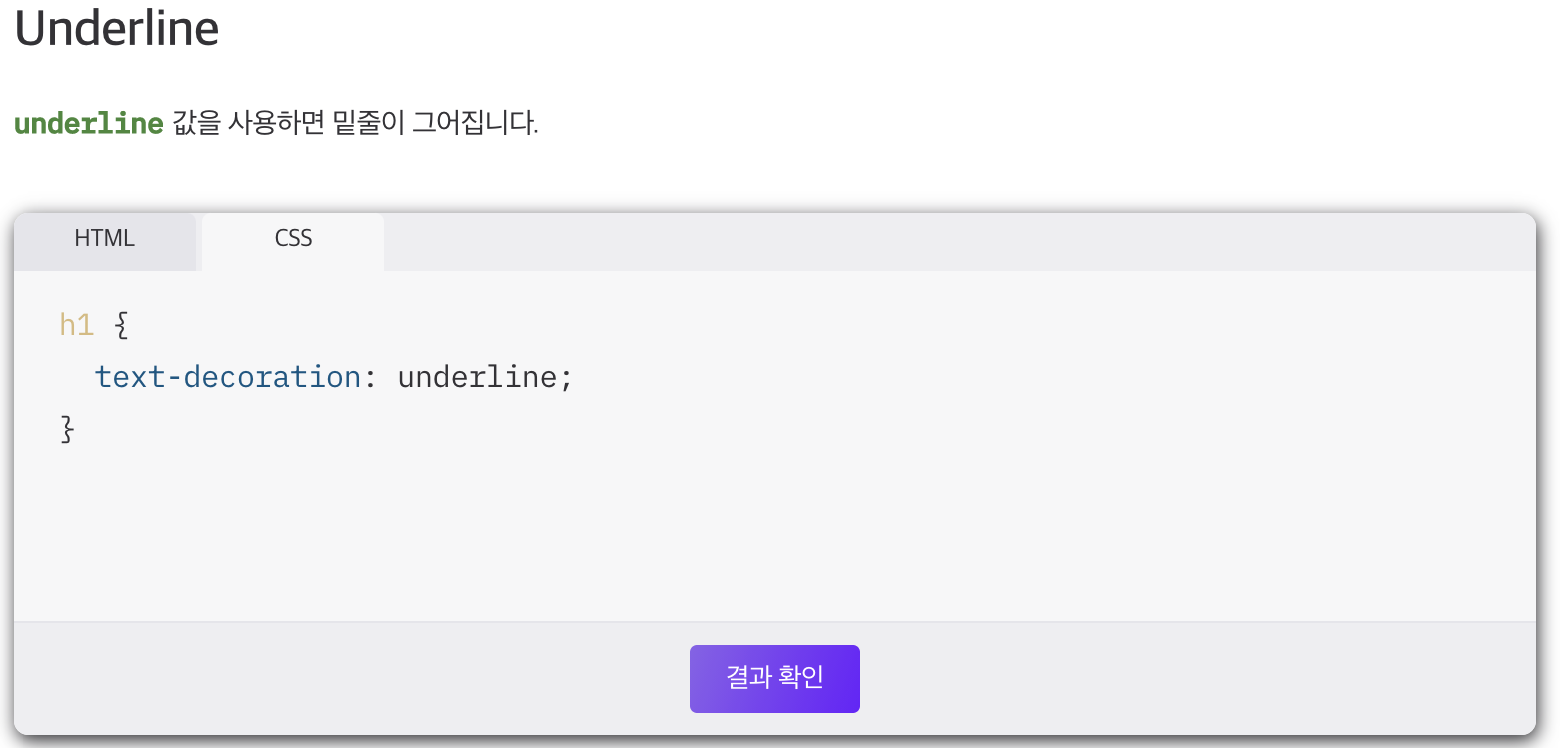 Underline
underline 값을 사용하면 밑줄이 그어집니다.
HTML CSS
h1 {
  text-decoration: underline;
}
결과 확인